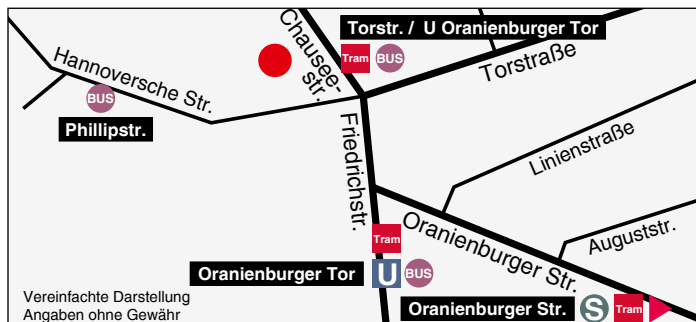 Chaussee-
str.
Torstr. / U Oranienburger Tor
Tram
BUS
Torstraße
Hannoversche Str.
BUS
Phillipstr.
Friedrichstr.
Linienstraße
Oranienburger Str.
Auguststr.
Tram
Oranienburger Tor
U
BUS
Oranienburger Str.
S
Tram
Vereinfachte Darstellung
Angaben ohne Gewähr